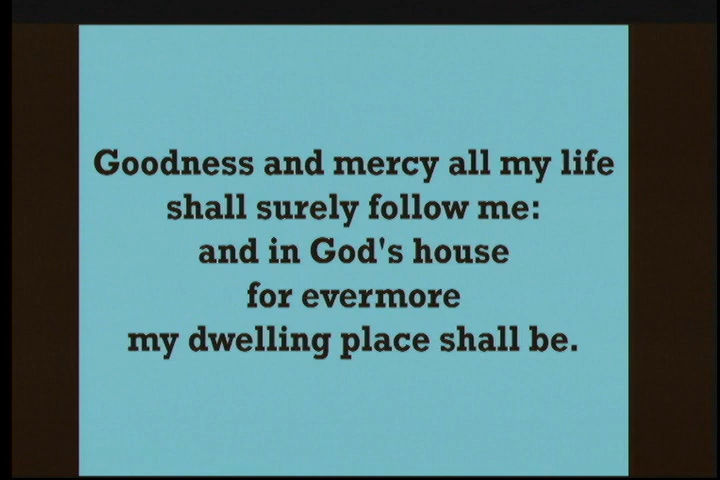 Goodness and mercy all my life
shall surely follow me:
and in God's house
for evermore
my dwelling place shall be.